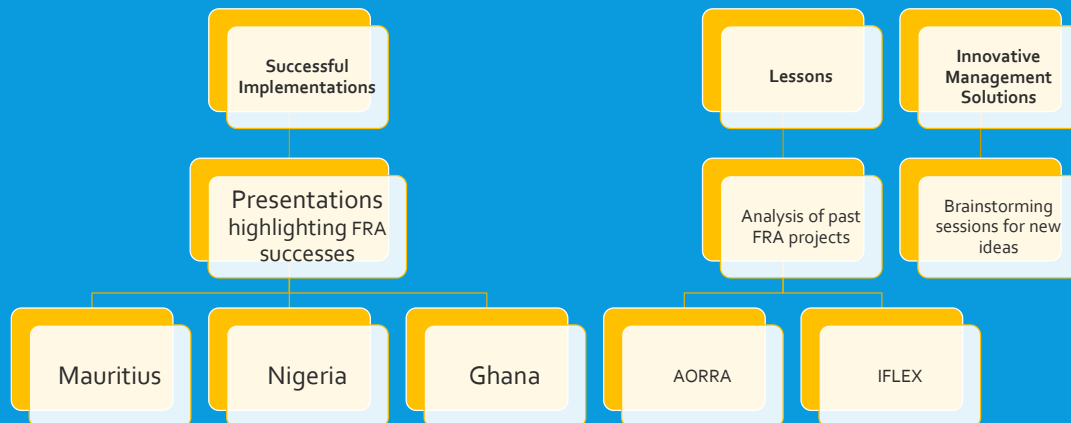 Successful
Implementations
Presentations
highlighting FRA
successes
Mauritius
Nigeria
Ghana
Lessons
Analysis of past
FRA projects
AORRA
IFLEX
Innovative
Management
Solutions
Brainstorming
sessions for new
ideas